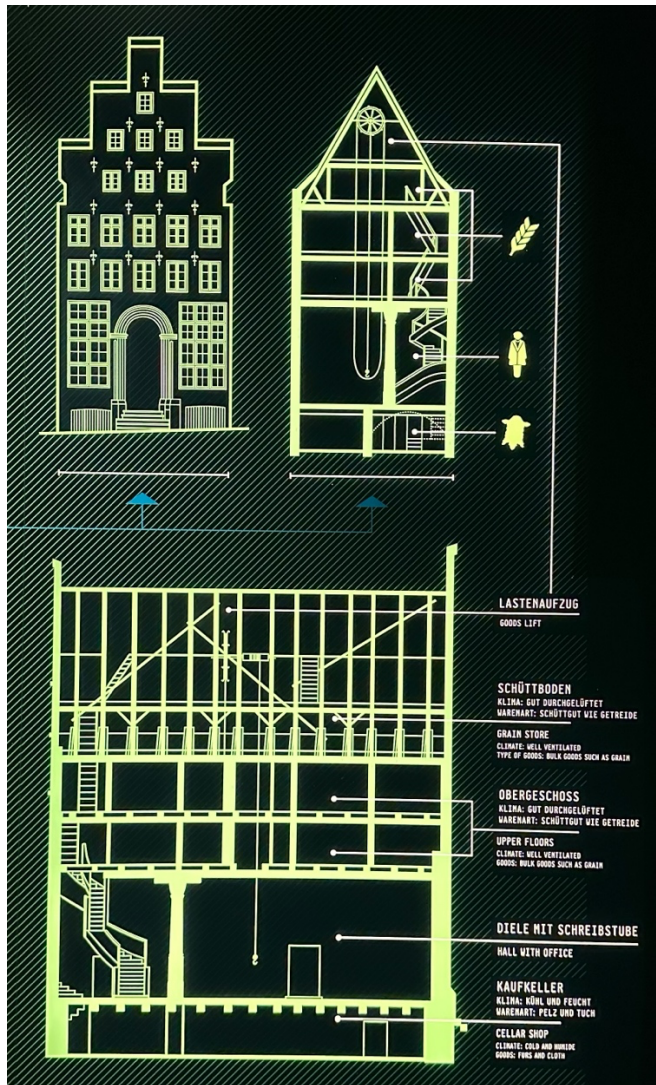 LASTENAUFZUG
GOODS LIFT
SCHÜTTBODEN
KLIMA: GUT DURCHGELÜFTET
WARENART: SCHÜTTGUT WIE GETREIDE
GRAIN STORE
CLIMATE: WELL VENTILATED
TYPE OF GOODS: BULK GOODS SUCH AS GRAIN
OBERGESCHOSS
KLIMA: GUT DURCHGELÜFTET
WARENART: SCHÜTTGUT WIE GETREIDE
UPPER FLOORS
CLIMATE: WELL VENTILATED
GOODS: BULK GOODS SUCH AS GRAIN
DIELE MIT SCHREIBSTUBE
HALL WITH OFFICE
KAUFKELLER
KLIMA: KÜHL UND FEUCHT
WARENART: PELZ UND TUCH
CELLAR SHOP
CLIMATE: COLD AND HUMIDE
GOODS: FURS AND CLOTH